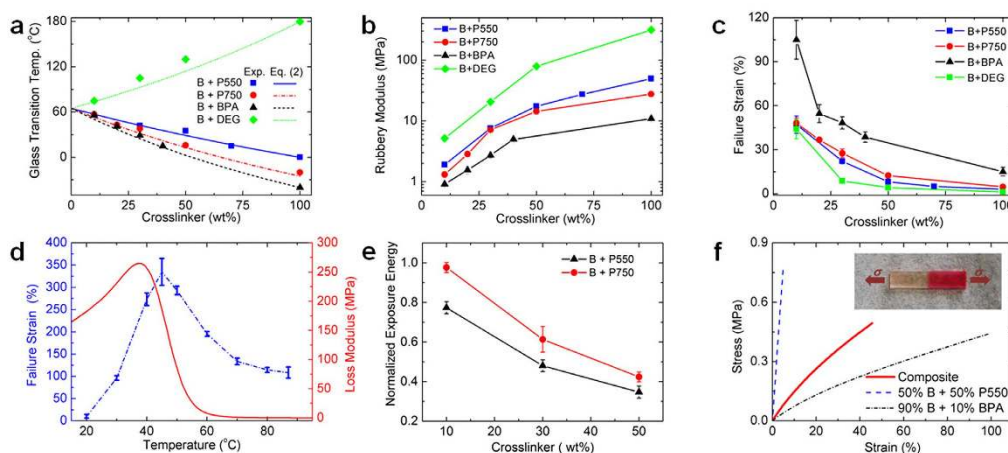 a
Glass Transition Temp. (°C)
180
120
60
0
0
25
50
75
100
Crosslinker (wt%)
Exp. Eq. (2)
B + P550
B + P750
B + BPA
B + DEG
b
Rubbery Modulus (MPa)
100
10
1
0
25
50
75
100
Crosslinker (wt%)
B+P550
B+P750
B+BPA
B+DEG
c
Failure Strain (%)
120
90
60
30
0
0
25
50
75
100
Crosslinker (wt%)
B+P550
B+P750
B+BPA
B+DEG
d
Failure Strain (%)
400
350
300
250
200
150
100
50
0
20
40
60
80
Temperature (°C)
Loss Modulus (MPa)
300
250
200
150
100
50
0
e
Normalized Exposure Energy
1.0
0.8
0.6
0.4
0.2
10
20
30
40
50
Crosslinker ( wt%)
B + P550
B + P750
f
Stress (MPa)
0.9
0.6
0.3
0.0
0
20
40
60
80
100
Strain (%)
σ
σ
Composite
50% B + 50% P550
90% B + 10% BPA